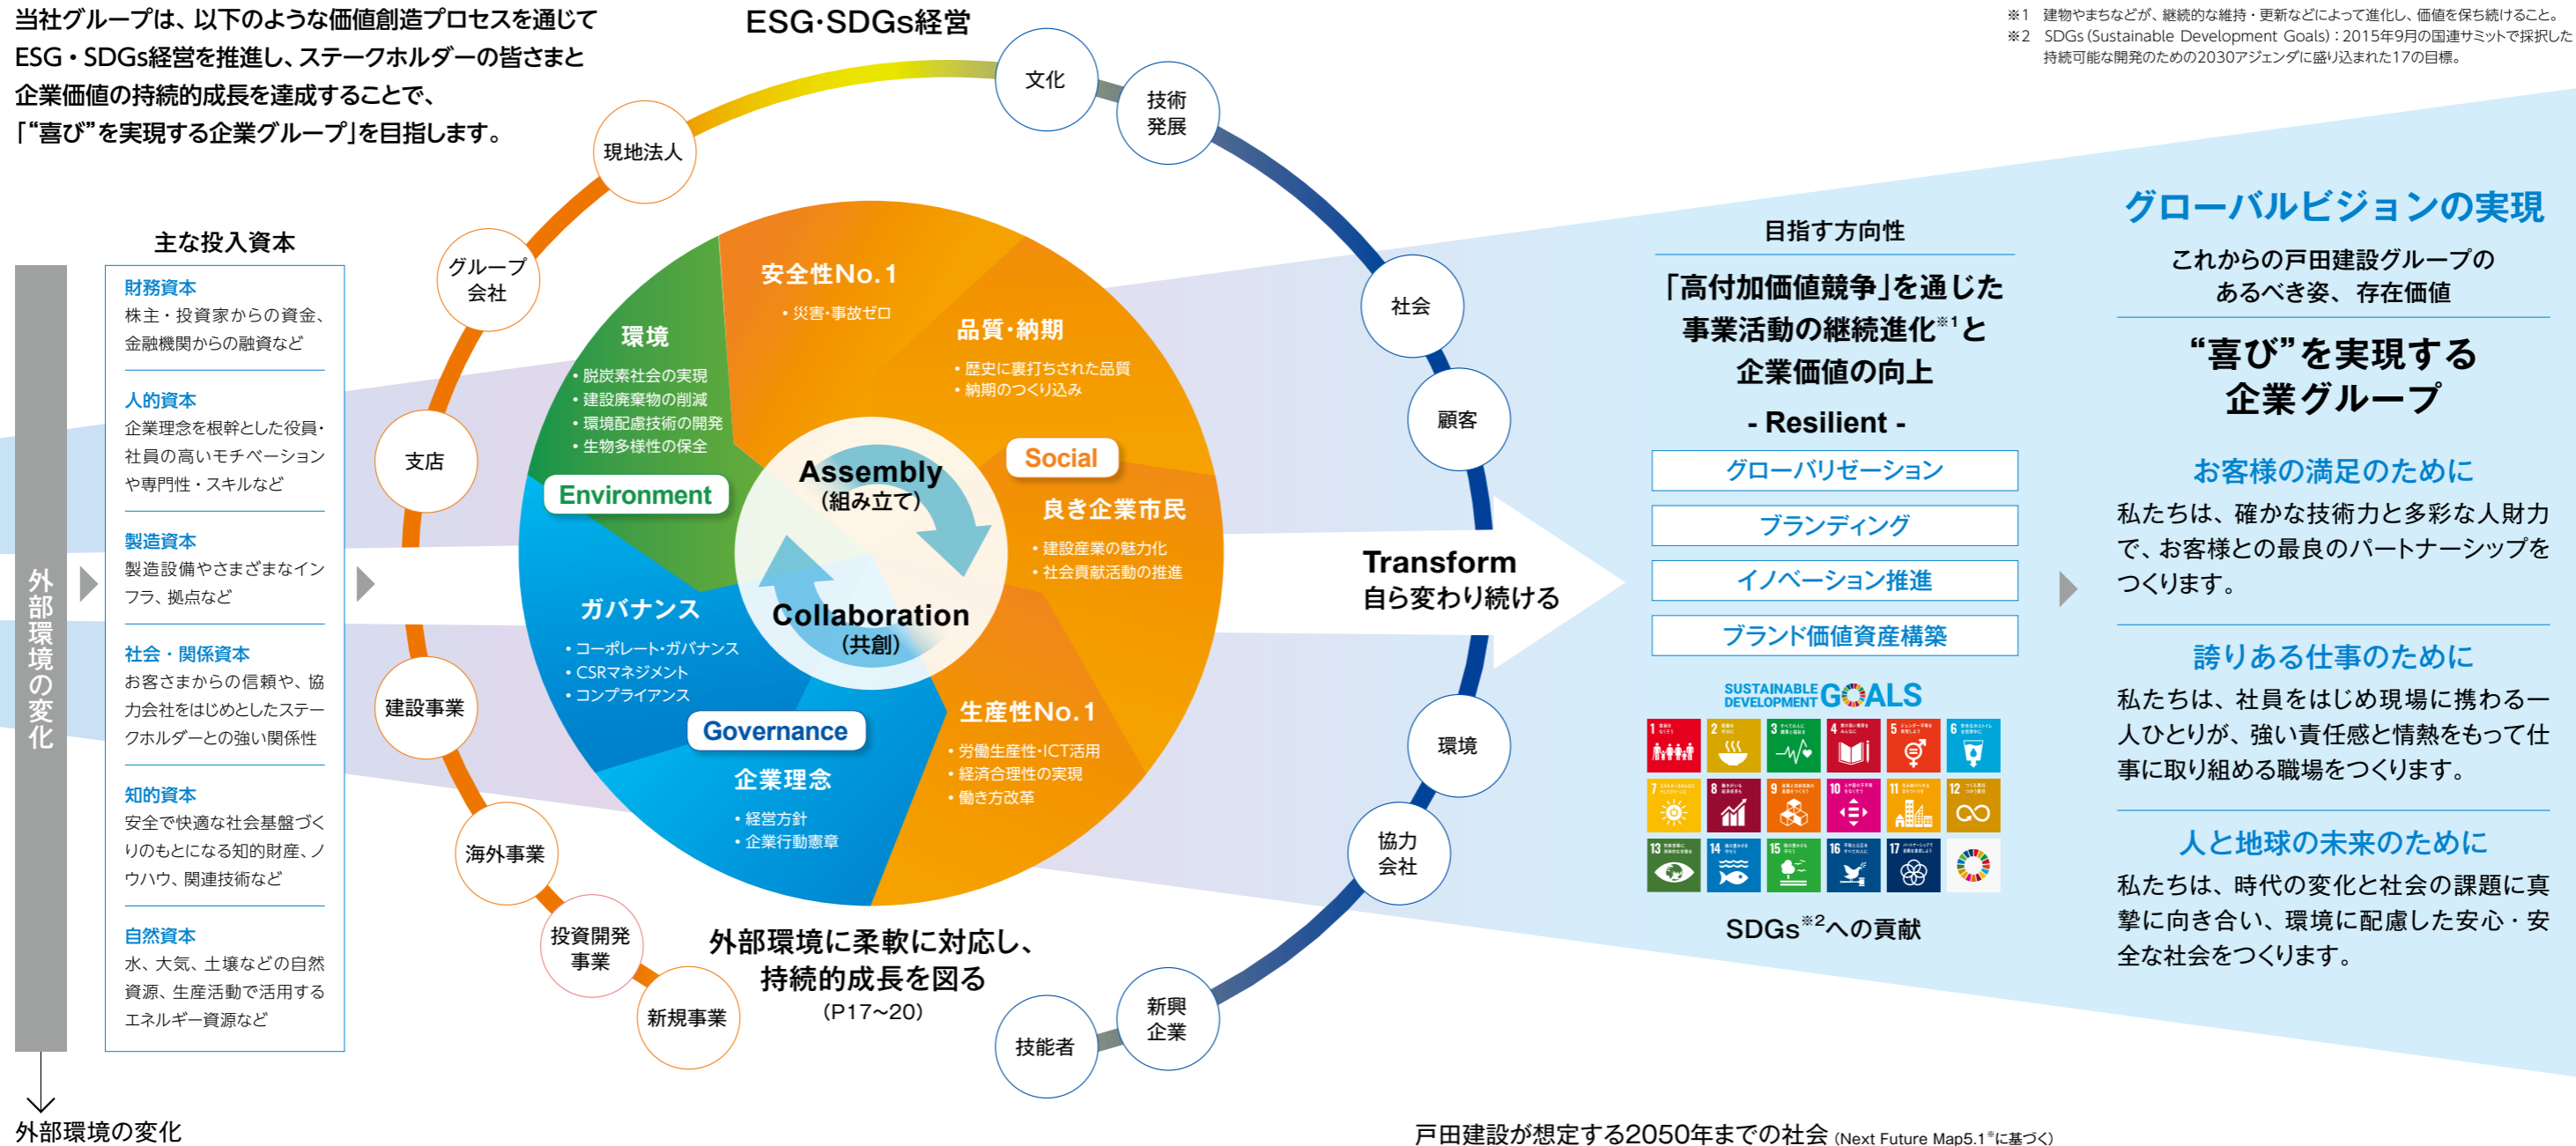 当社グループは、以下のような価値創造プロセスを通じて
ESG・SDGs経営を推進し、ステークホルダーの皆さまと
企業価値の持続的成長を達成することで、
「“喜び”を実現する企業グループ」を目指します。
ESG・SDGs経営
※1 建物やまちなどが、継続的な維持・更新などによって進化し、価値を保ち続けること。
※2 SDGs(Sustainable Development Goals):2015年9月の国連サミットで採択した
持続可能な開発のための2030アジェンダに盛り込まれた17の目標。
外部環境の変化
主な投入資本
財務資本
株主・投資家からの資金、
金融機関からの融資など
人的資本
企業理念を根幹とした役員・
社員の高いモチベーション
や専門性・スキルなど
製造資本
製造設備やさまざまなイン
フラ、拠点など
社会・関係資本
お客さまからの信頼や、協
力会社をはじめとしたステー
クホルダーとの強い関係性
知的資本
安全で快適な社会基盤づく
りのもとになる知的財産、ノ
ウハウ、関連技術など
自然資本
水、大気、土壌などの自然
資源、生産活動で活用する
エネルギー資源など
現地法人
グループ
会社
支店
建設事業
海外事業
投資開発
事業
新規事業
文化
技術
発展
社会
顧客
環境
協力
会社
新興
企業
技能者
安全性No.1
・災害・事故ゼロ
品質・納期
・歴史に裏打ちされた品質
・納期のつくり込み
Social
良き企業市民
・建設産業の魅力化
・社会貢献活動の推進
生産性No.1
・労働生産性・ICT活用
・経済合理性の実現
・働き方改革
環境
・脱炭素社会の実現
・建設廃棄物の削減
・環境配慮技術の開発
・生物多様性の保全
Environment
ガバナンス
・コーポレート・ガバナンス
・CSRマネジメント
・コンプライアンス
Governance
企業理念
・経営方針
・企業行動憲章
Assembly
(組み立て)
Collaboration
(共創)
外部環境に柔軟に対応し、
持続的成長を図る
(P17~20)
Transform
自ら変わり続ける
目指す方向性
「高付加価値競争」を通じた
事業活動の継続進化※1と
企業価値の向上
- Resilient -
グローバリゼーション
ブランディング
イノベーション推進
ブランド価値資産構築
SUSTAINABLE
DEVELOPMENT GOALS
1 2 3 4 5 6
7 8 9 10 11 12
13 14 15 16 17
SDGs※2への貢献
グローバルビジョンの実現
これからの戸田建設グループの
あるべき姿、存在価値
“喜び”を実現する
企業グループ
お客様の満足のために
私たちは、確かな技術力と多彩な人財力
で、お客様との最良のパートナーシップを
つくります。
誇りある仕事のために
私たちは、社員をはじめ現場に携わる一
人ひとりが、強い責任感と情熱をもって仕
事に取り組める職場をつくります。
人と地球の未来のために
私たちは、時代の変化と社会の課題に真
摯に向き合い、環境に配慮した安心・安
全な社会をつくります。
外部環境の変化
戸田建設が想定する2050年までの社会(Next Future Map5.1※に基づく)